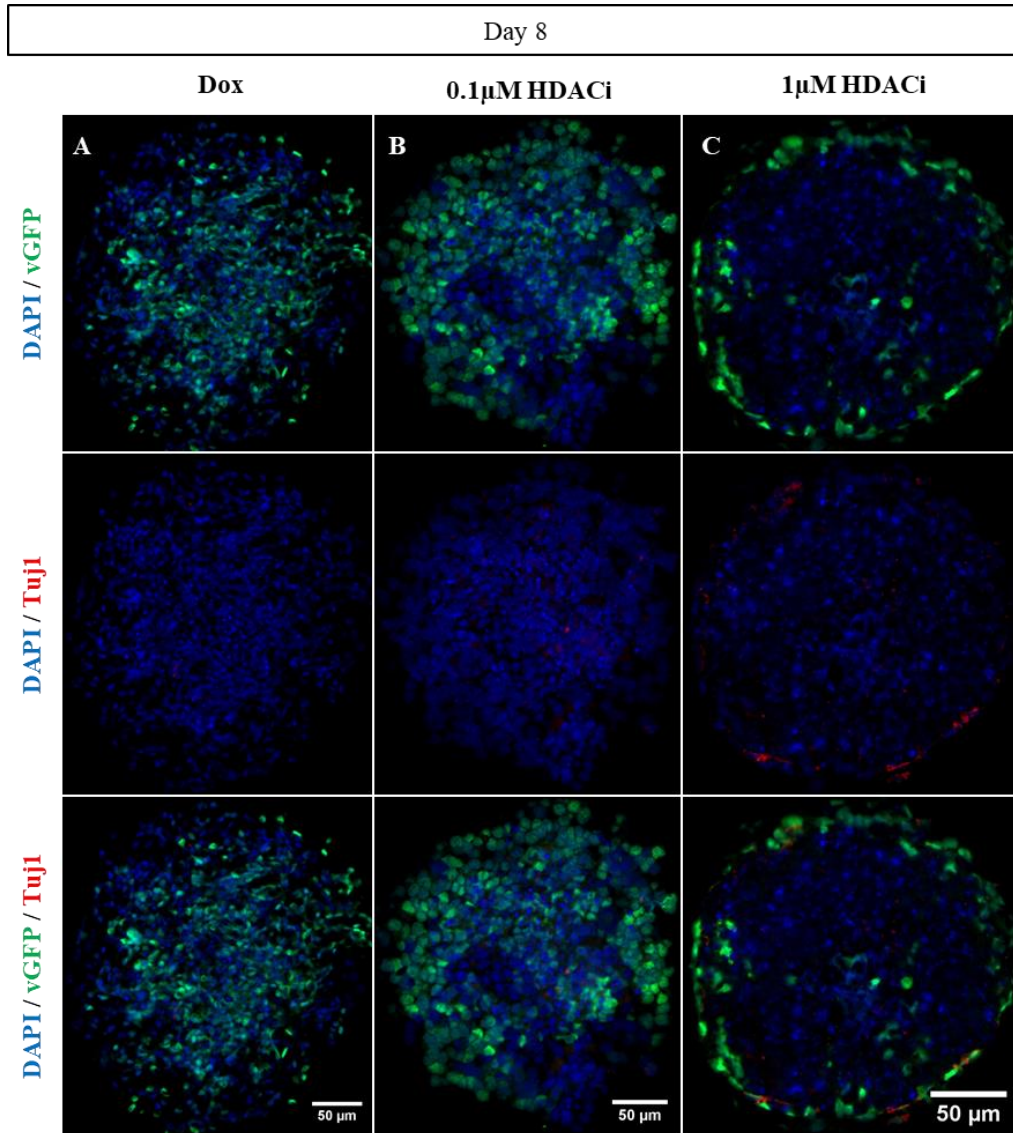 Day 8
Dox
0.1µM HDACi
1µM HDACi
A
B
C
DAPI / vGFP
DAPI / Tuj1
DAPI / vGFP / Tuj1
50 µm
50 µm
50 µm